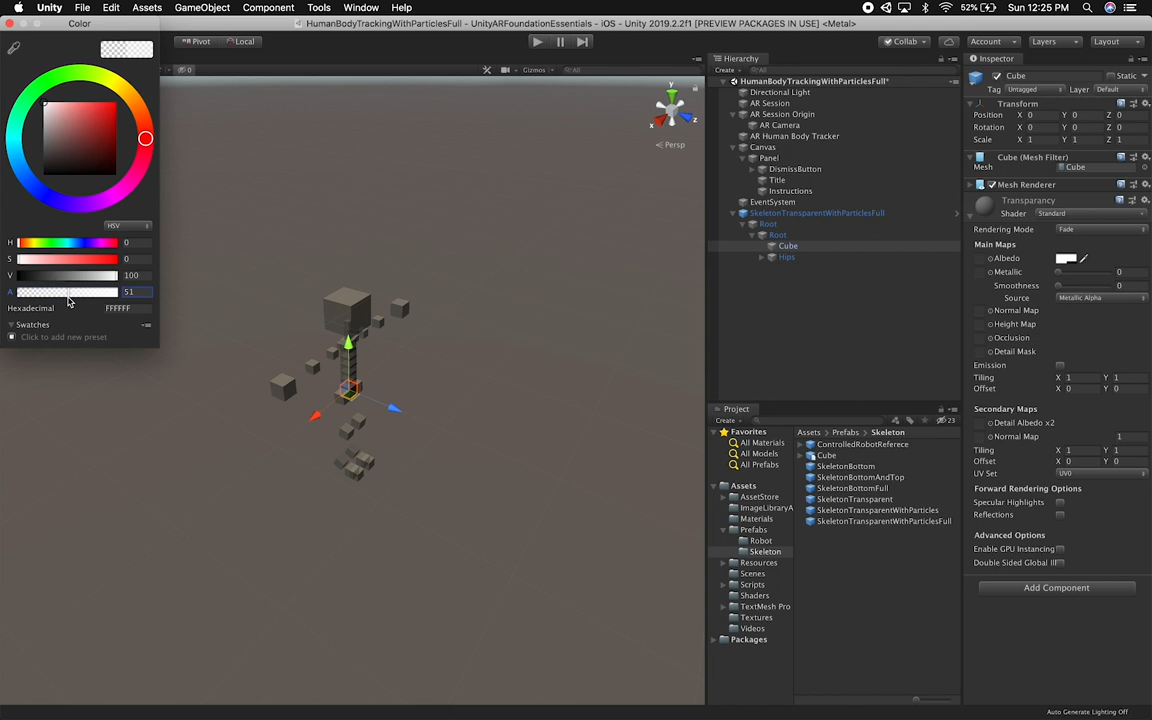 Unity File Edit Assets GameObject Component Tools Window Help 52% Sun 12:25 PM
Color
HumanBodyTrackingWithParticlesFull - UnityARFoundationEssentials - iOS - Unity 2019.2.2f1 [PREVIEW PACKAGES IN USE] <Metal>
Pivot Local
Collab Account Layers Layout
0 Gizmos All
y
x z
Persp
HSV
H 0
S 0
V 100
A 51
Hexadecimal FFFFFF
Swatches
Click to add new preset
Hierarchy
Create All
HumanBodyTrackingWithParticlesFull*
Directional Light
AR Session
AR Session Origin
AR Camera
AR Human Body Tracker
Canvas
Panel
DismissButton
Title
Instructions
EventSystem
SkeletonTransparentWithParticlesFull
Root
Root
Cube
Hips
Project
Create 23
Favorites
All Materials
All Models
All Prefabs
Assets
AssetStore
ImageLibraryA
Materials
Prefabs
Robot
Skeleton
Resources
Scenes
Scripts
Shaders
TextMesh Pro
Textures
Videos
Packages
Assets Prefabs Skeleton
ControlledRobotReferece
Cube
SkeletonBottom
SkeletonBottomAndTop
SkeletonBottomFull
SkeletonTransparent
SkeletonTransparentWithParticles
SkeletonTransparentWithParticlesFull
Inspector
Cube Static
Tag Untagged Layer Default
Transform
Position X 0 Y 0 Z 0
Rotation X 0 Y 0 Z 0
Scale X 1 Y 1 Z 1
Cube (Mesh Filter)
Mesh Cube
Mesh Renderer
Transparancy
Shader Standard
Rendering Mode Fade
Main Maps
Albedo
Metallic 0
Smoothness 0
Source Metallic Alpha
Normal Map
Height Map
Occlusion
Detail Mask
Emission
Tiling X 1 Y 1
Offset X 0 Y 0
Secondary Maps
Detail Albedo x2
Normal Map 1
Tiling X 1 Y 1
Offset X 0 Y 0
UV Set UV0
Forward Rendering Options
Specular Highlights
Reflections
Advanced Options
Enable GPU Instancing
Double Sided Global Ill
Add Component
Auto Generate Lighting Off